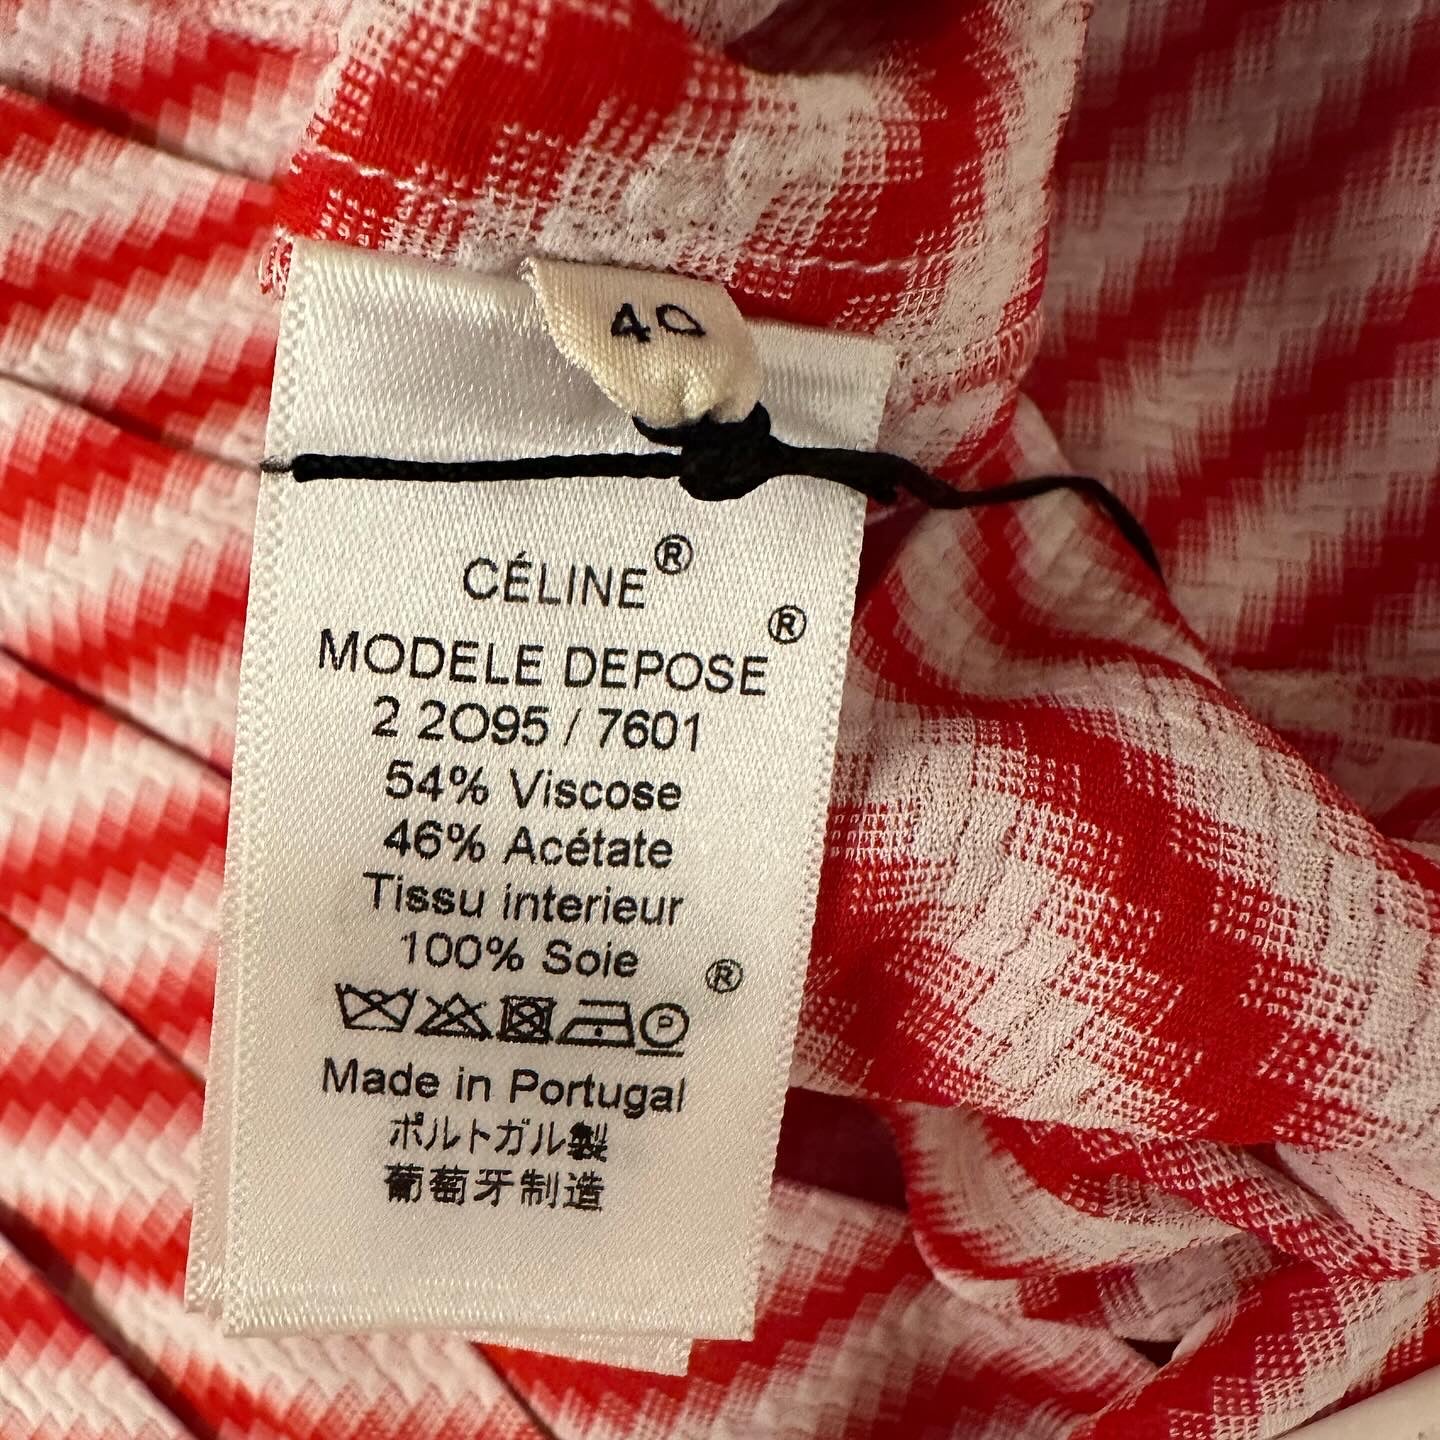 40
CÉLINE®
MODELE DEPOSE®
2 2O95 / 7601
54% Viscose
46% Acétate
Tissu interieur
100% Soie
®
P
Made in Portugal
ポルトガル製
葡萄牙制造